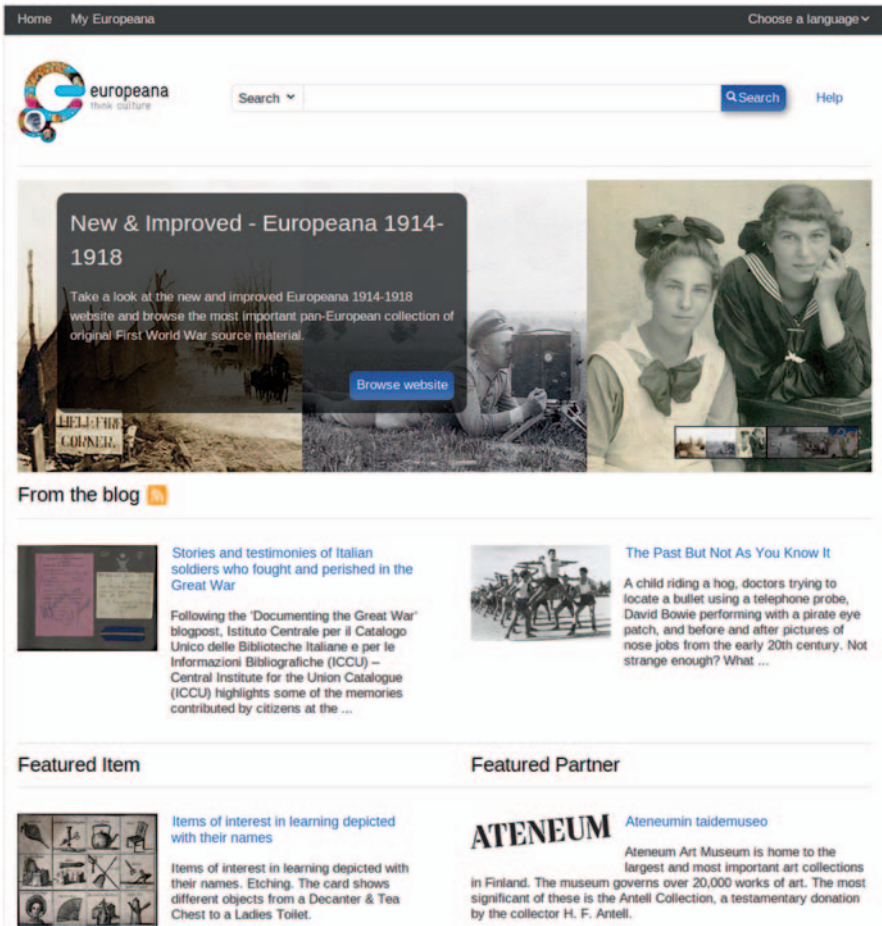 Home My Europeana Choose a language
europeana
think culture
Search Search Help
New & Improved - Europeana 1914-
1918
Take a look at the new and improved Europeana 1914-1918
website and browse the most important pan-European collection of
original First World War source material.
Browse website
HELL FIRE
CORNER.
From the blog
Stories and testimonies of Italian
soldiers who fought and perished in the
Great War
Following the 'Documenting the Great War'
blogpost, Istituto Centrale per il Catalogo
Unico delle Biblioteche Italiane e per le
Informazioni Bibliografiche (ICCU) –
Central Institute for the Union Catalogue
(ICCU) highlights some of the memories
contributed by citizens at the ...
The Past But Not As You Know It
A child riding a hog, doctors trying to
locate a bullet using a telephone probe,
David Bowie performing with a pirate eye
patch, and before and after pictures of
nose jobs from the early 20th century. Not
strange enough? What ...
Featured Item
Items of interest in learning depicted
with their names
Items of interest in learning depicted with
their names. Etching. The card shows
different objects from a Decanter & Tea
Chest to a Ladies Toilet.
Featured Partner
ATENEUM
Ateneumin taidemuseo
Ateneum Art Museum is home to the
largest and most important art collections
in Finland. The museum governs over 20,000 works of art. The most
significant of these is the Antell Collection, a testamentary donation
by the collector H. F. Antell.